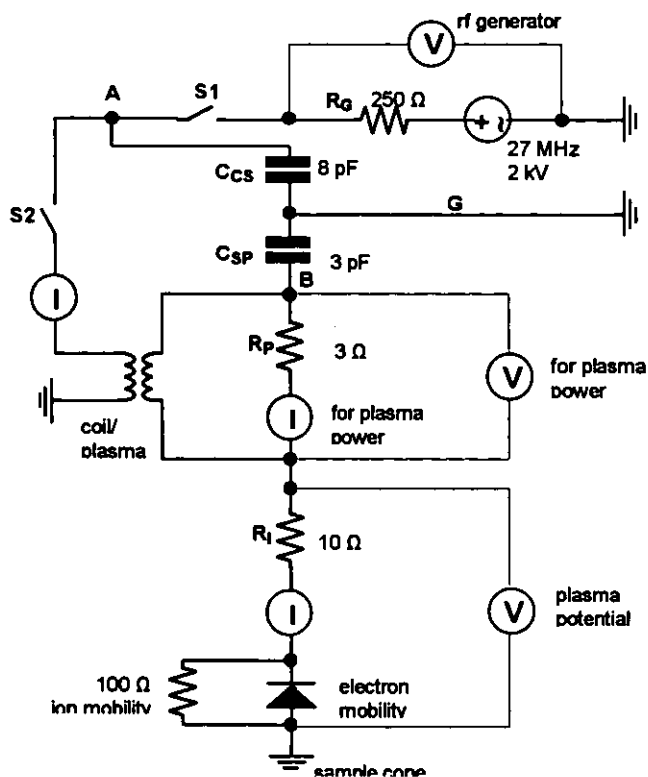 rf generator
V
A
S1
RG
250 Ω
+ ~
27 MHz
2 kV
CCS
8 pF
G
S2
CSP
3 pF
B
I
RP
3 Ω
V
for plasma
power
I
for plasma
power
coil/
plasma
RI
10 Ω
I
V
plasma
potential
100 Ω
ion mobility
electron
mobility
sample cone